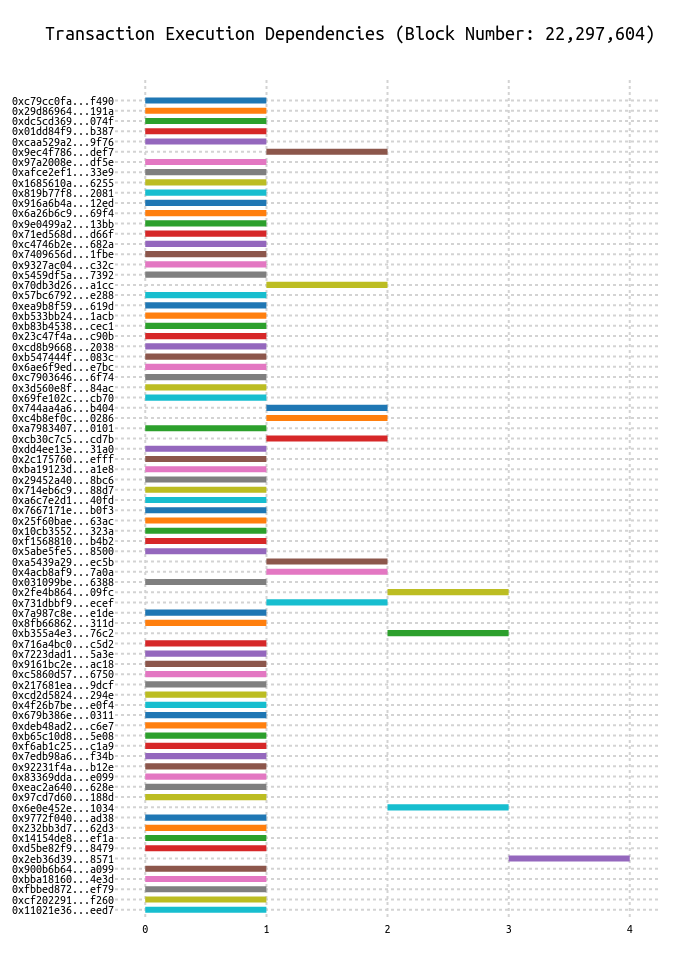 Transaction Execution Dependencies (Block Number: 22,297,604)
0xc79cc0fa...f490
0x29d86964...191a
0xdc5cd369...074f
0x01dd84f9...b387
0xcaa529a2...9f76
0x9ec4f786...def7
0x97a2008e...df5e
0xafce2ef1...33e9
0x1685610a...6255
0x819b77f8...2081
0x916a6b4a...12ed
0x6a26b6c9...69f4
0x9e0499a2...13bb
0x71ed568d...d66f
0xc4746b2e...682a
0x7409656d...1fbe
0x9327ac04...c32c
0x5459df5a...7392
0x70db3d26...a1cc
0x57bc6792...e288
0xea9b8f59...619d
0xb533bb24...1acb
0xb83b4538...cec1
0x23c47f4a...c90b
0xcd8b9668...2038
0xb547444f...083c
0x6ae6f9ed...e7bc
0xc7903646...6f74
0x3d560e8f...84ac
0x69fe102c...cb70
0x744aa4a6...b404
0xc4b8ef0c...0286
0xa7983407...0101
0xcb30c7c5...cd7b
0xdd4ee13e...31a0
0x2c175760...efff
0xba19123d...a1e8
0x29452a40...8bc6
0x714eb6c9...88d7
0xa6c7e2d1...40fd
0x7667171e...b0f3
0x25f60bae...63ac
0x10cb3552...323a
0xf1568810...b4b2
0x5abe5fe5...8500
0xa5439a29...ec5b
0x4acb8af9...7a0a
0x031099be...6388
0x2fe4b864...09fc
0x731dbbf9...ecef
0x7a987c8e...e1de
0x8fb66862...311d
0xb355a4e3...76c2
0x716a4bc0...c5d2
0x7223dad1...5a3e
0x9161bc2e...ac18
0xc5860d57...6750
0x217681ea...9dcf
0xcd2d5824...294e
0x4f26b7be...e0f4
0x679b386e...0311
0xdeb48ad2...c6e7
0xb65c10d8...5e08
0xf6ab1c25...c1a9
0x7edb98a6...f34b
0x92231f4a...b12e
0x83369dda...e099
0xeac2a640...628e
0x97cd7d60...188d
0x6e0e452e...1034
0x9772f040...ad38
0x232bb3d7...62d3
0x14154de8...ef1a
0xd5be82f9...8479
0x2eb36d39...8571
0x900b6b64...a099
0xbba18160...4e3d
0xfbbed872...ef79
0xcf202291...f260
0x11021e36...eed7
0 1 2 3 4